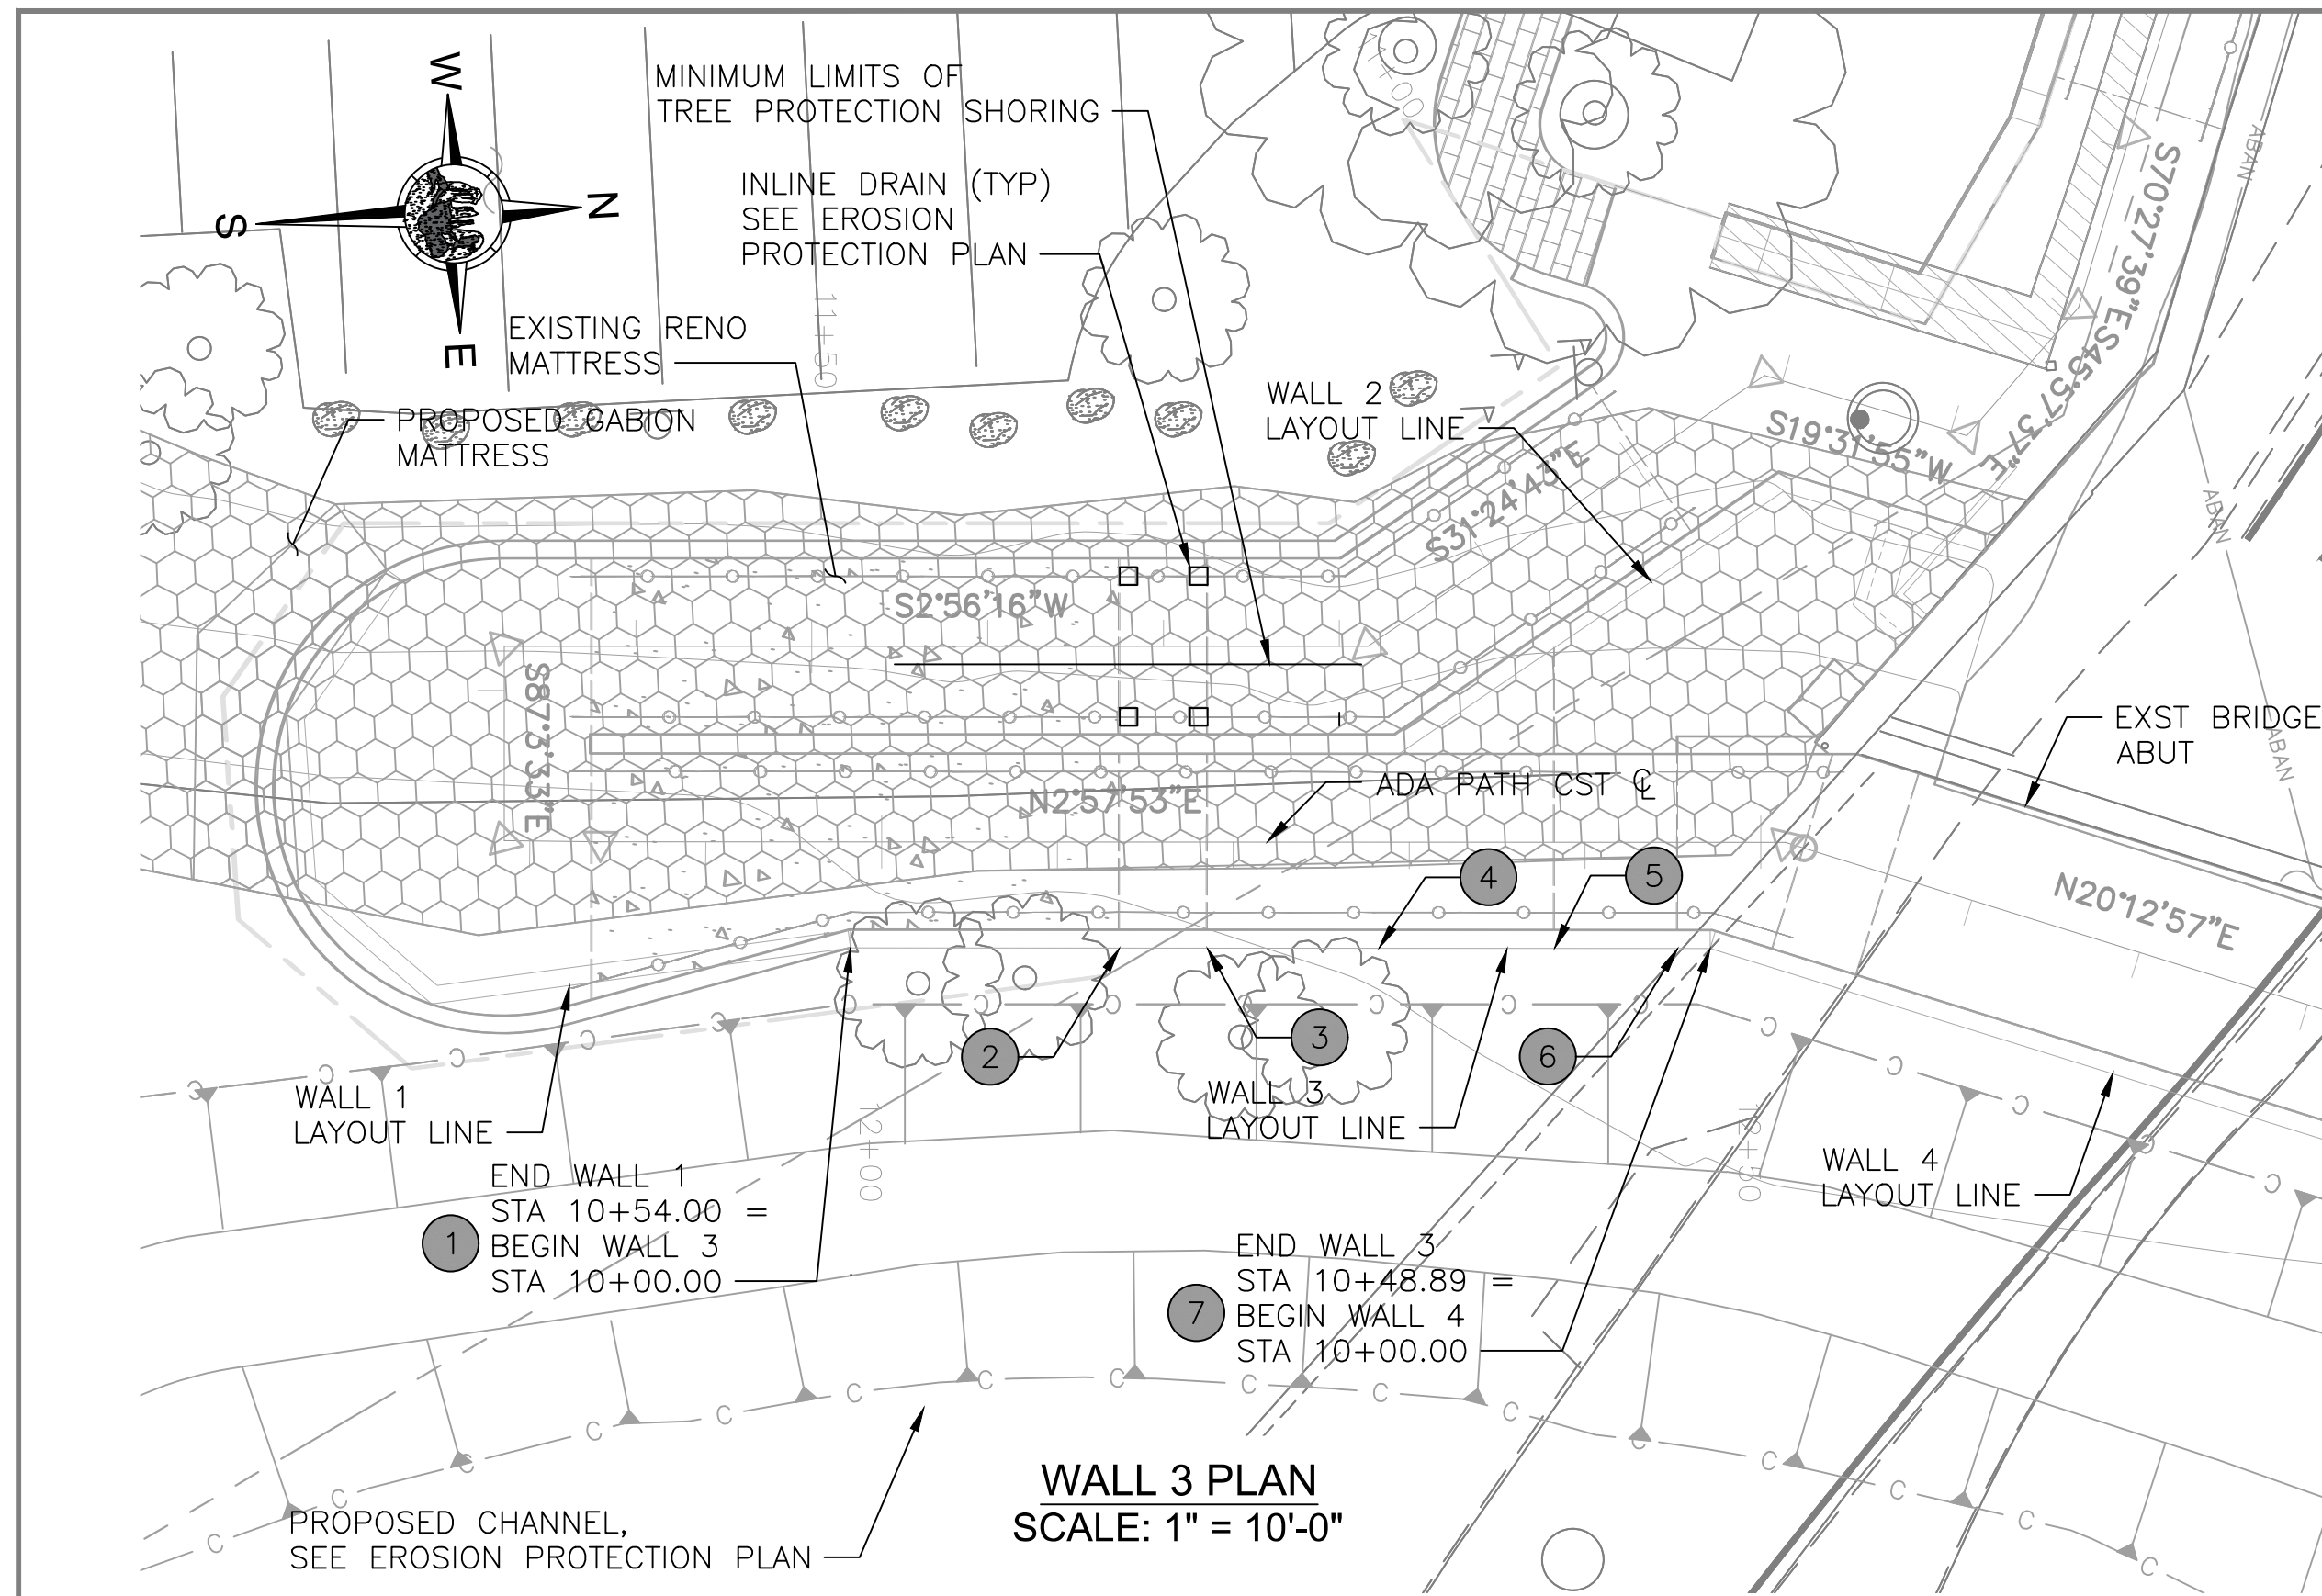 W
N
S
E
MINIMUM LIMITS OF
TREE PROTECTION SHORING
INLINE DRAIN (TYP)
SEE EROSION
PROTECTION PLAN
EXISTING RENO
MATTRESS
PROPOSED GABION
MATTRESS
11+50
WALL 2
LAYOUT LINE
S70°27'39"E
S45°57'37"E
S19°31'55"W
S31°24'43"E
ABAN
ABAN
ABAN
S2°56'16"W
S87°3'33"E
N2°57'53"E
ADA PATH CST ℄
EXST BRIDGE
ABUT
N20°12'57"E
4
5
2
3
6
WALL 1
LAYOUT LINE
12+00
WALL 3
LAYOUT LINE
12+50
WALL 4
LAYOUT LINE
1
END WALL 1
STA 10+54.00 =
BEGIN WALL 3
STA 10+00.00
7
END WALL 3
STA 10+48.89 =
BEGIN WALL 4
STA 10+00.00
C C C C C C C C C C C C C C C C
C C C C C C C C C C C C C C C C
PROPOSED CHANNEL,
SEE EROSION PROTECTION PLAN
WALL 3 PLAN
SCALE: 1" = 10'-0"